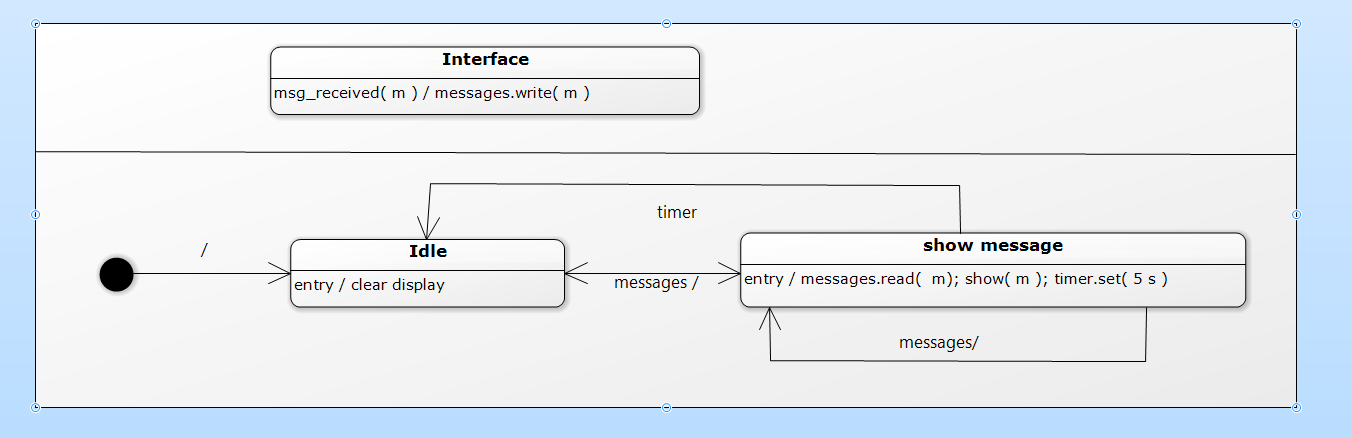 Interface
msg_received( m ) / messages.write( m )
timer
/
Idle
entry / clear display
messages /
show message
entry / messages.read(  m); show( m ); timer.set( 5 s )
messages/